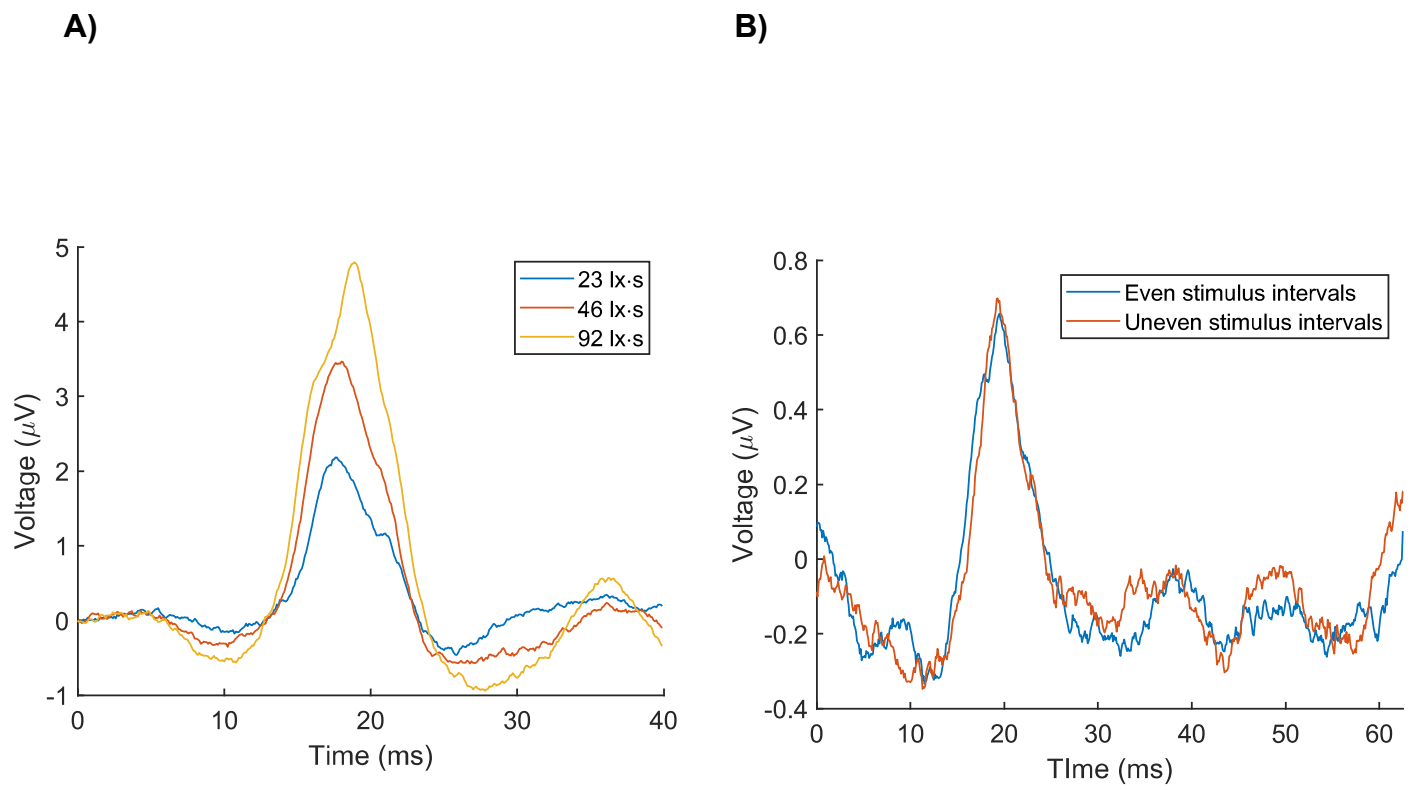 A)
B)
5
4
3
2
1
0
-1
Voltage (μV)
23 lx·s
46 lx·s
92 lx·s
0 10 20 30 40
Time (ms)
0.8
0.6
0.4
0.2
0
-0.2
-0.4
Voltage (μV)
Even stimulus intervals
Uneven stimulus intervals
0 10 20 30 40 50 60
TIme (ms)